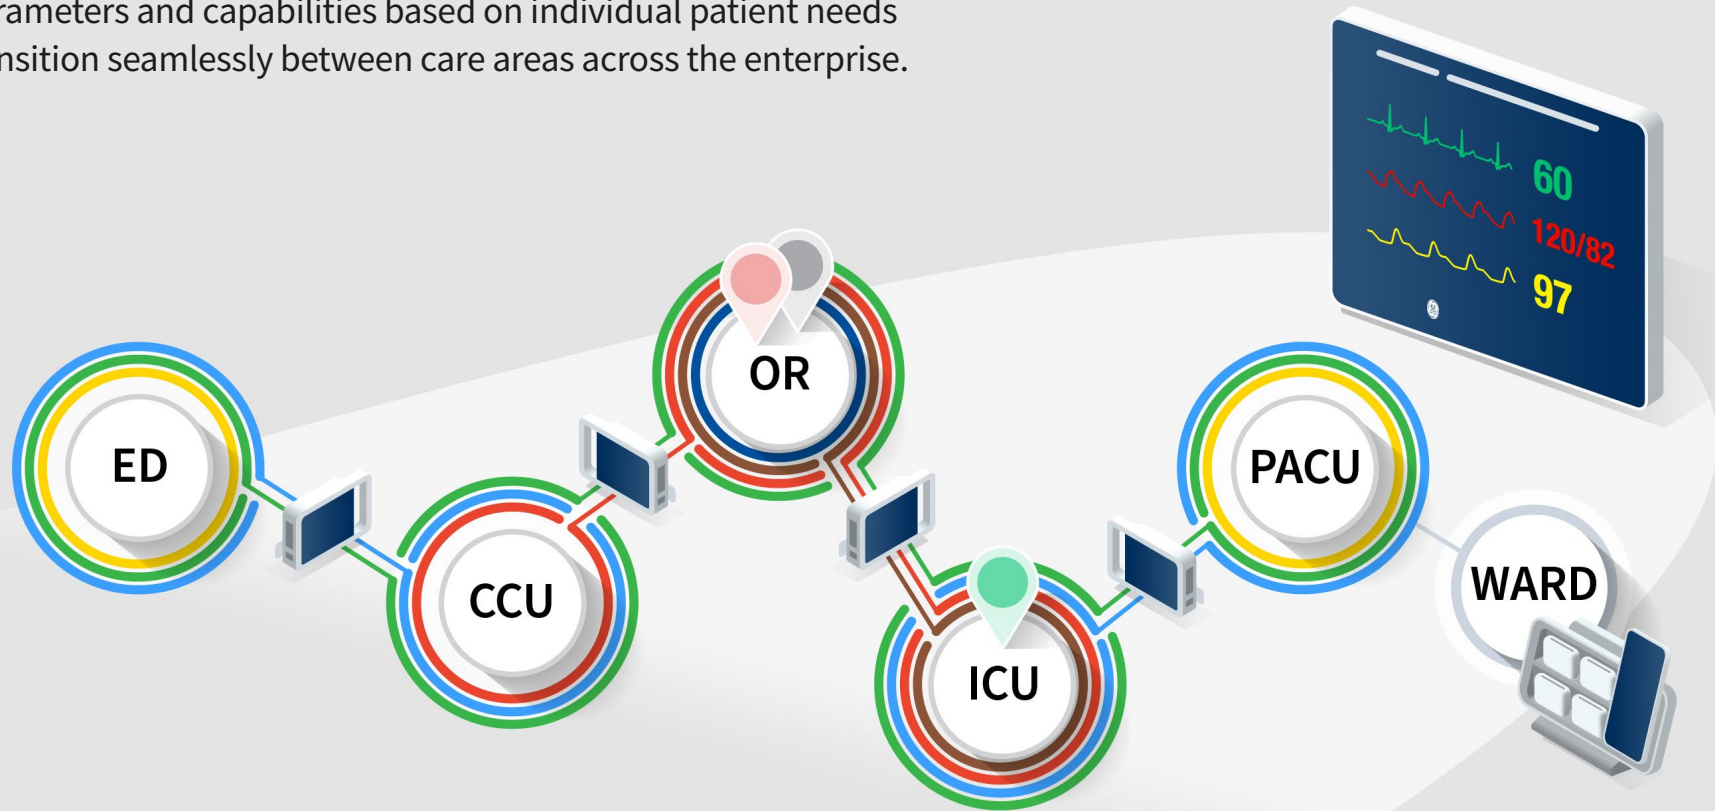 rameters and capabilities based on individual patient needs
nsition seamlessly between care areas across the enterprise.
60
120/82
97
OR
ED
PACU
CCU
WARD
ICU